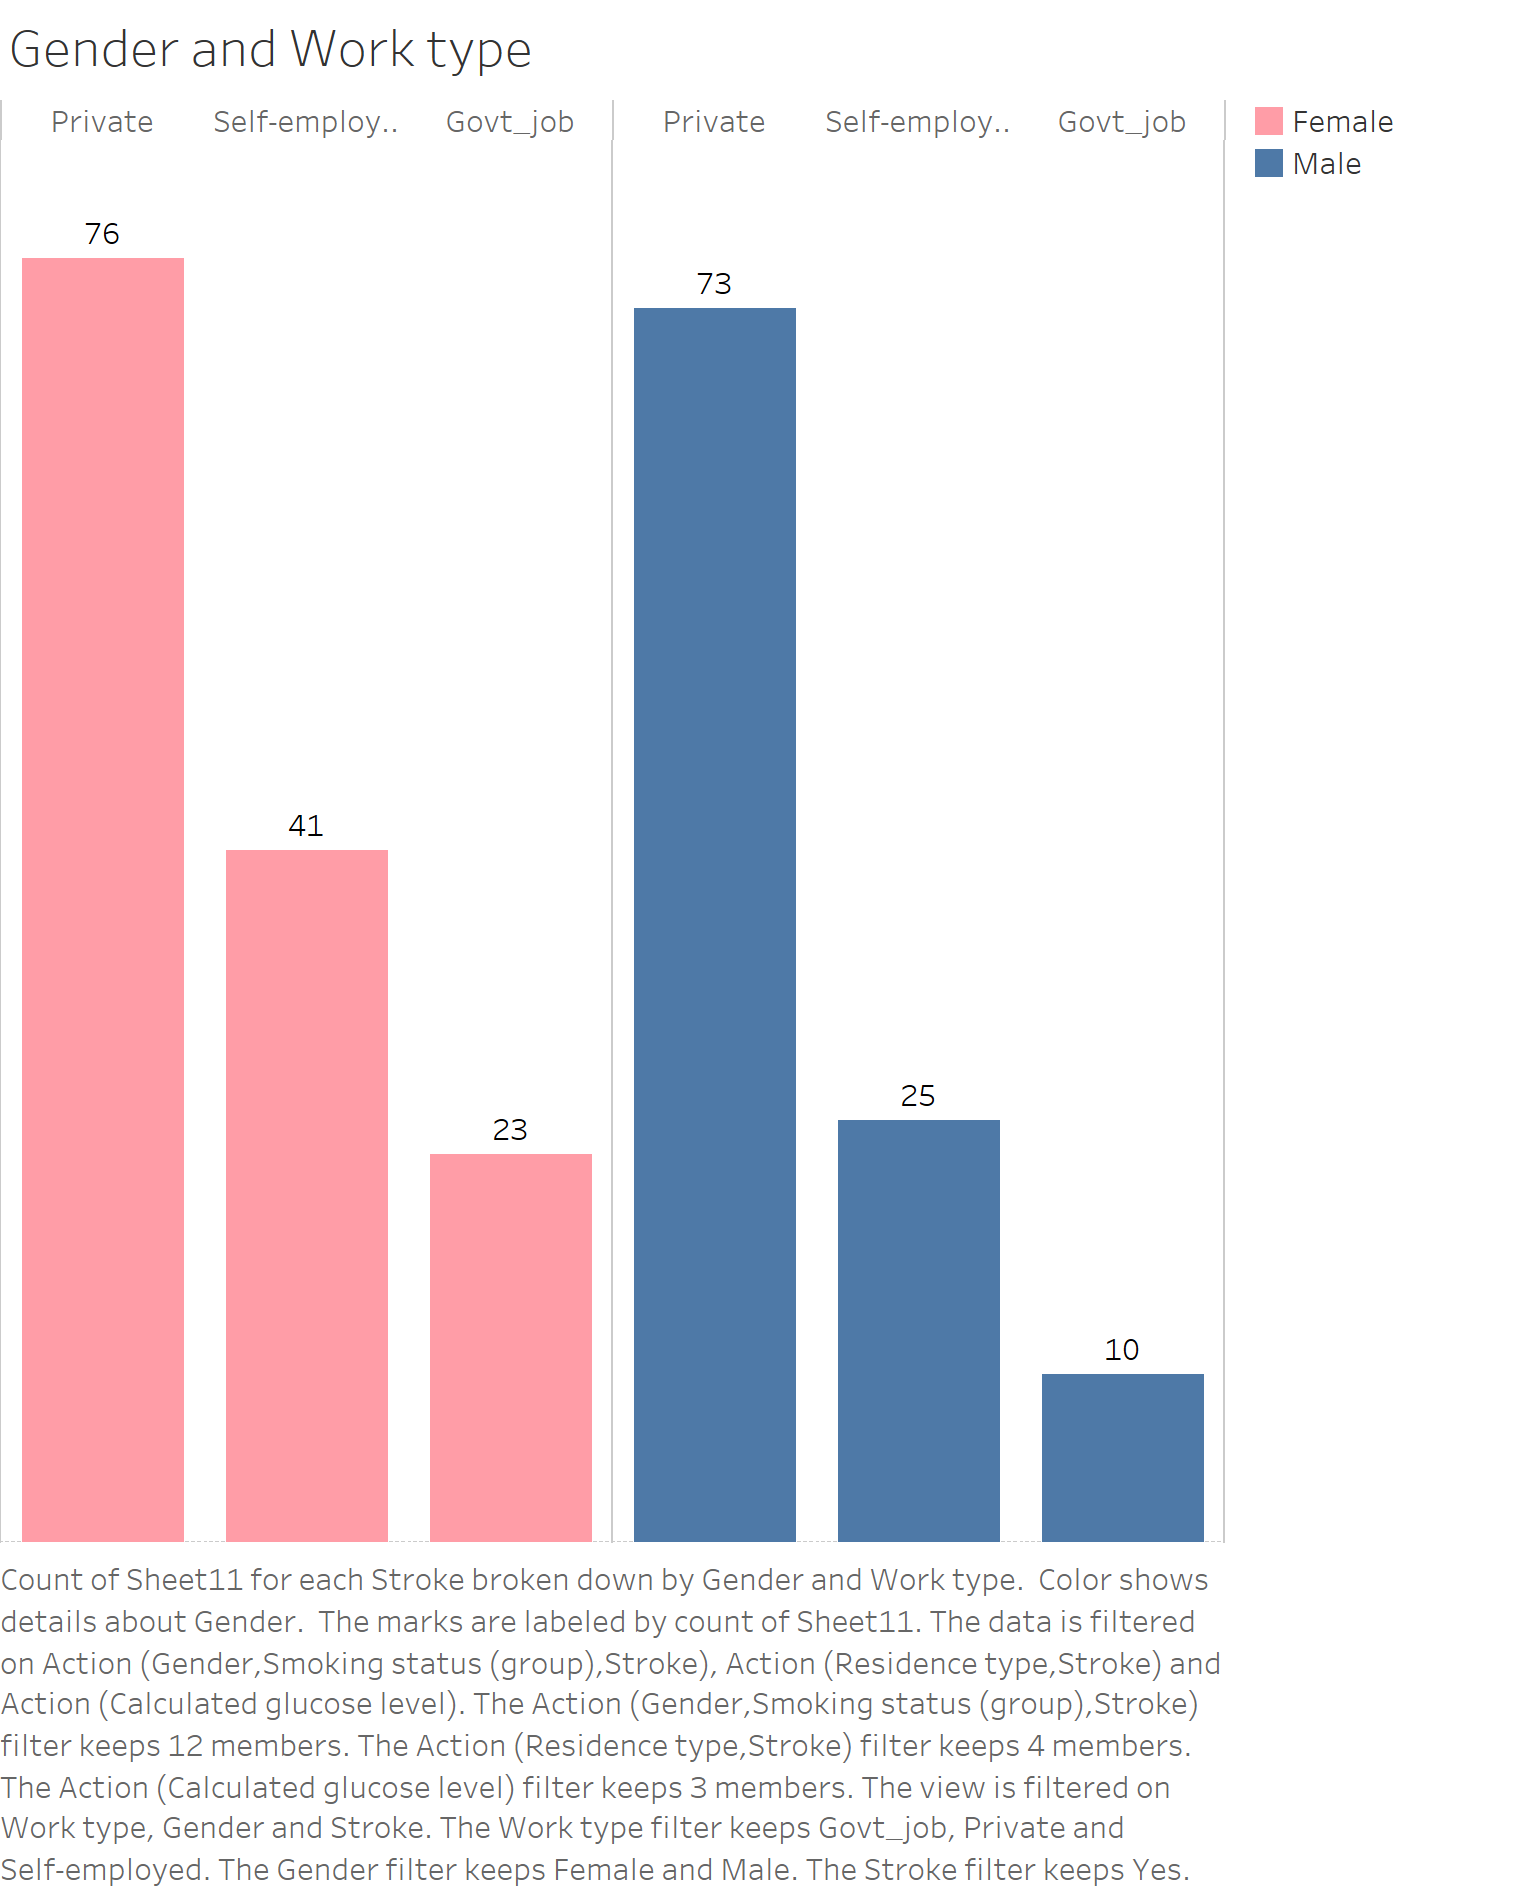 Gender and Work type
Private Self-employ.. Govt_job Private Self-employ.. Govt_job
Female
Male
76
73
41
25
23
10
Count of Sheet11 for each Stroke broken down by Gender and Work type.  Color shows
details about Gender.  The marks are labeled by count of Sheet11. The data is filtered
on Action (Gender,Smoking status (group),Stroke), Action (Residence type,Stroke) and
Action (Calculated glucose level). The Action (Gender,Smoking status (group),Stroke)
filter keeps 12 members. The Action (Residence type,Stroke) filter keeps 4 members.
The Action (Calculated glucose level) filter keeps 3 members. The view is filtered on
Work type, Gender and Stroke. The Work type filter keeps Govt_job, Private and
Self-employed. The Gender filter keeps Female and Male. The Stroke filter keeps Yes.